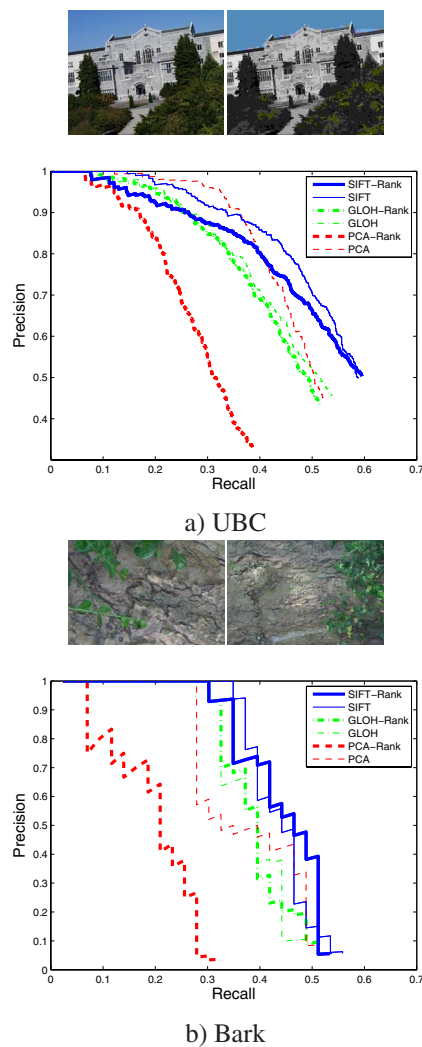 1
0.9
0.8
0.7
0.6
0.5
0.4
Precision
0 0.1 0.2 0.3 0.4 0.5 0.6 0.7
Recall
SIFT-Rank
SIFT
GLOH-Rank
GLOH
PCA-Rank
PCA
a) UBC
1
0.9
0.8
0.7
0.6
0.5
0.4
0.3
0.2
0.1
0
Precision
0 0.1 0.2 0.3 0.4 0.5 0.6 0.7
Recall
SIFT-Rank
SIFT
GLOH-Rank
GLOH
PCA-Rank
PCA
b) Bark